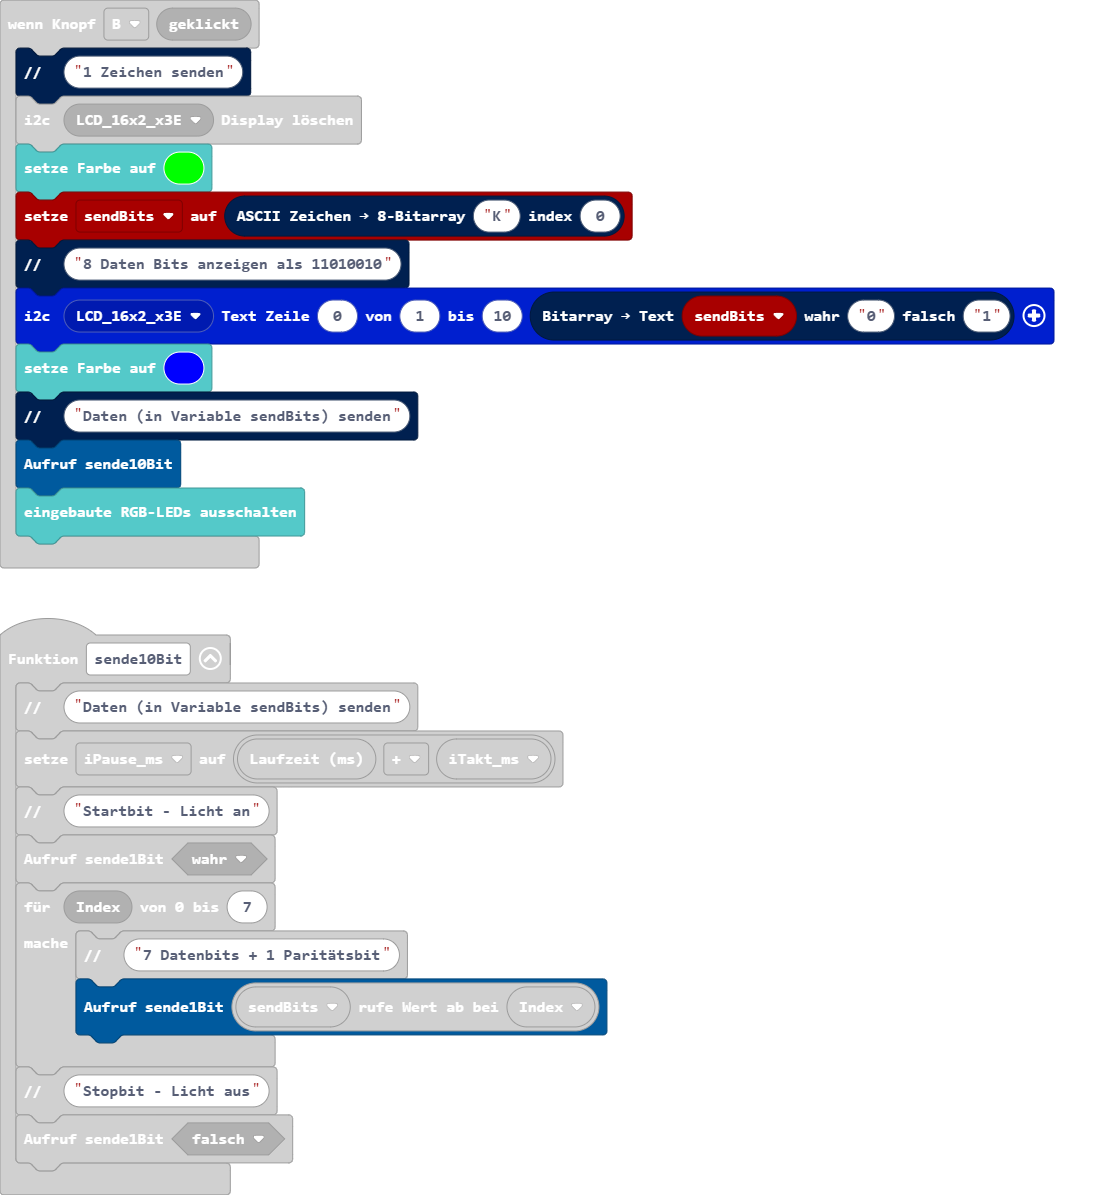 wenn Knopf B geklickt
// "1 Zeichen senden"
i2c LCD_16x2_x3E Display löschen
setze Farbe auf
setze sendBits auf ASCII Zeichen → 8-Bitarray "K" index 0
// "8 Daten Bits anzeigen als 11010010"
i2c LCD_16x2_x3E Text Zeile 0 von 1 bis 10 Bitarray → Text sendBits wahr "0" falsch "1"
setze Farbe auf
// "Daten (in Variable sendBits) senden"
Aufruf sende10Bit
eingebaute RGB-LEDs ausschalten
Funktion sende10Bit
// "Daten (in Variable sendBits) senden"
setze iPause_ms auf Laufzeit (ms) + iTakt_ms
// "Startbit - Licht an"
Aufruf sende1Bit wahr
für Index von 0 bis 7
mache
// "7 Datenbits + 1 Paritätsbit"
Aufruf sende1Bit sendBits rufe Wert ab bei Index
// "Stopbit - Licht aus"
Aufruf sende1Bit falsch